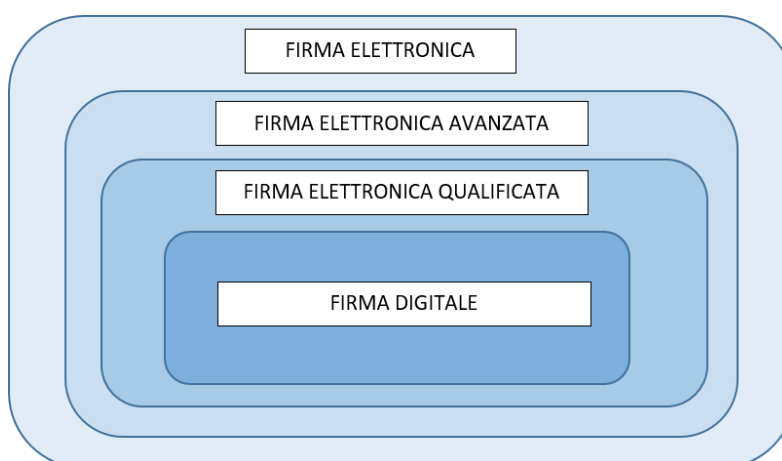 FIRMA ELETTRONICA
FIRMA ELETTRONICA AVANZATA
FIRMA ELETTRONICA QUALIFICATA
FIRMA DIGITALE